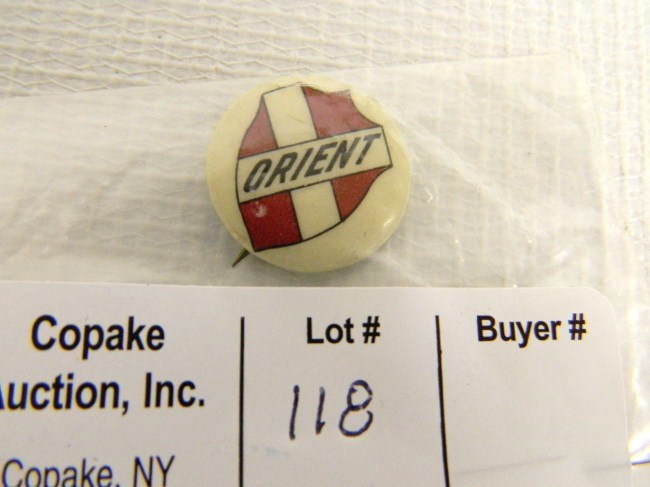 ORIENT
Copake
Auction, Inc.
Copake, NY
Lot #
118
Buyer #